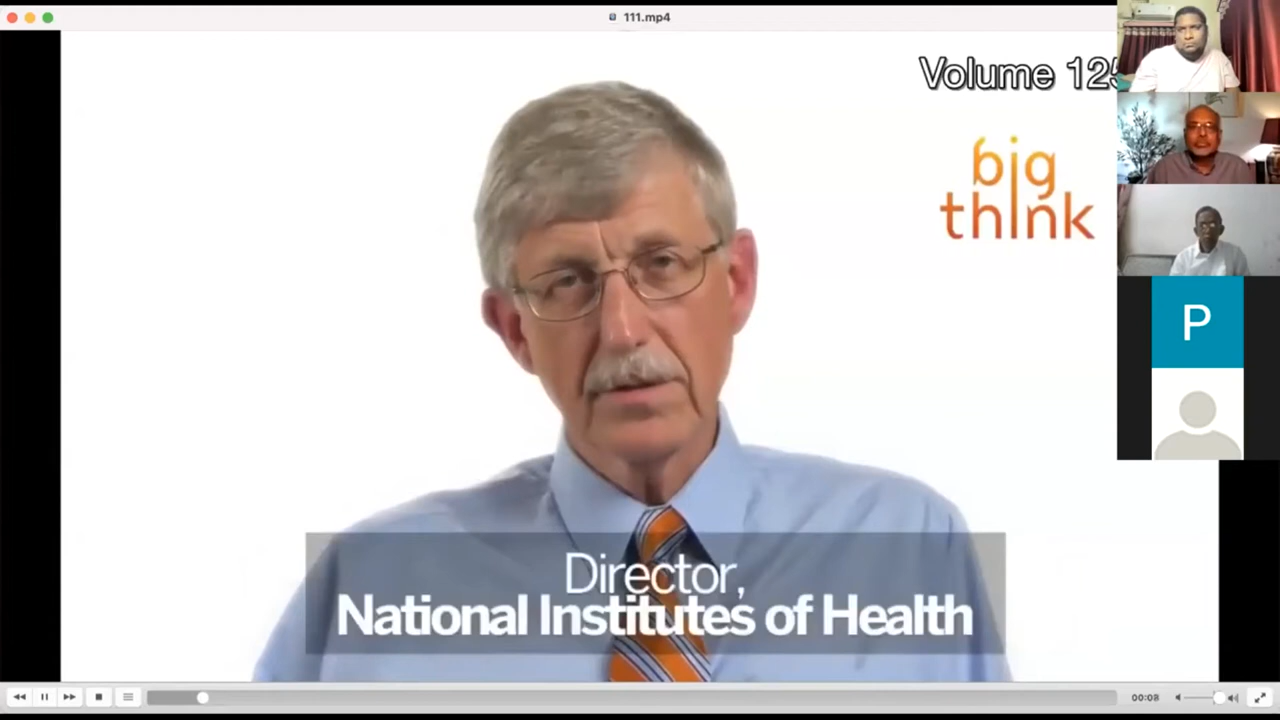 111.mp4
Volume 125
big
think
P
Director,
National Institutes of Health
00:08